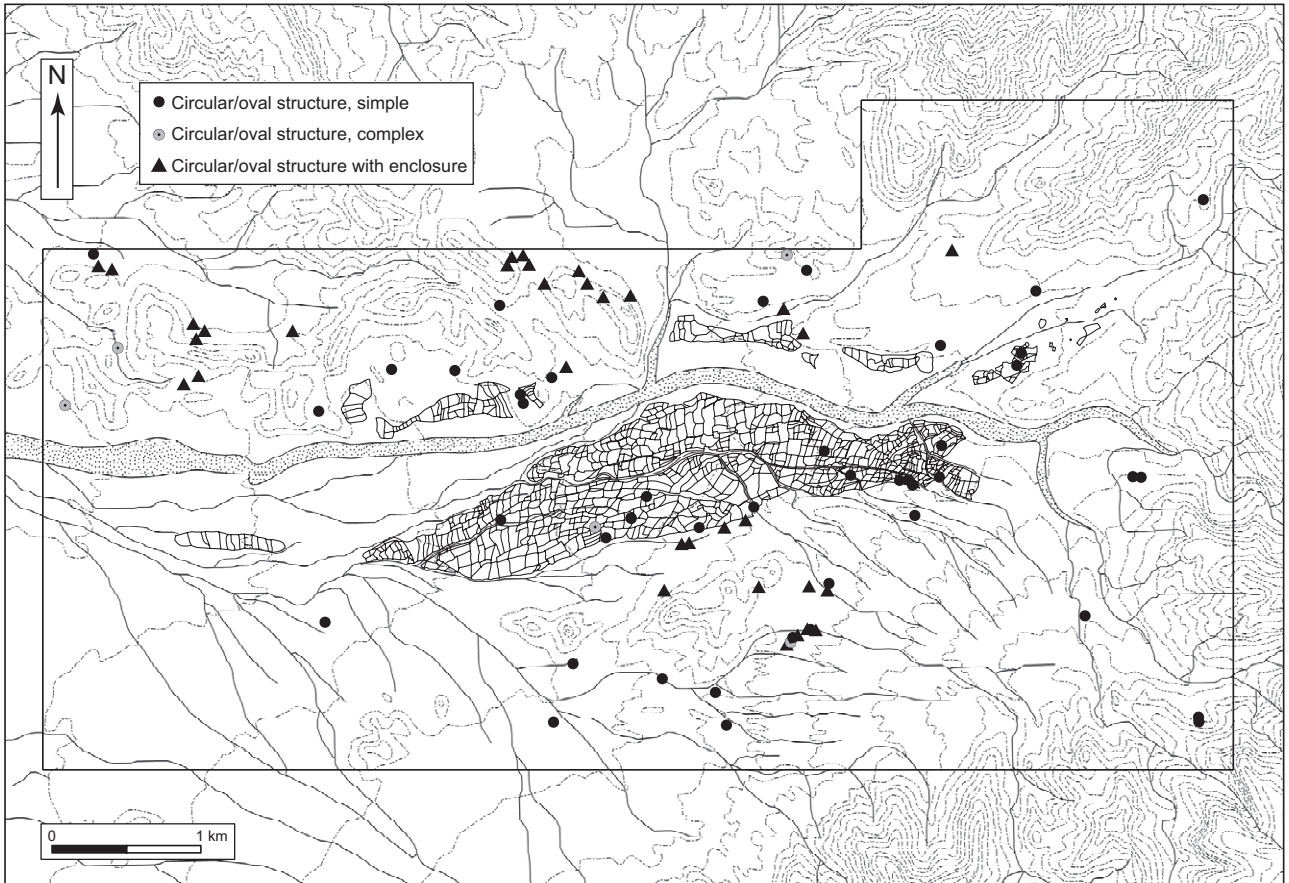 N
Circular/oval structure, simple
Circular/oval structure, complex
Circular/oval structure with enclosure
0 1 km